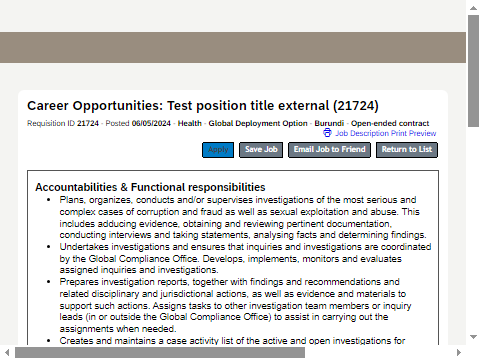 Career Opportunities: Test position title external (21724)
Requisition ID 21724 - Posted 06/05/2024 - Health - Global Deployment Option - Burundi - Open-ended contract
Job Description Print Preview
Apply Save Job Email Job to Friend Return to List
Accountabilities & Functional responsibilities
• Plans, organizes, conducts and/or supervises investigations of the most serious and
complex cases of corruption and fraud as well as sexual exploitation and abuse. This
includes adducing evidence, obtaining and reviewing pertinent documentation,
conducting interviews and taking statements, analysing facts and determining findings.
• Undertakes investigations and ensures that inquiries and investigations are coordinated
by the Global Compliance Office. Develops, implements, monitors and evaluates
assigned inquiries and investigations.
• Prepares investigation reports, together with findings and recommendations and
related disciplinary and jurisdictional actions, as well as evidence and materials to
support such actions. Assigns tasks to other investigation team members or inquiry
leads (in or outside the Global Compliance Office) to assist in carrying out the
assignments when needed.
• Creates and maintains a case activity list of the active and open investigations for